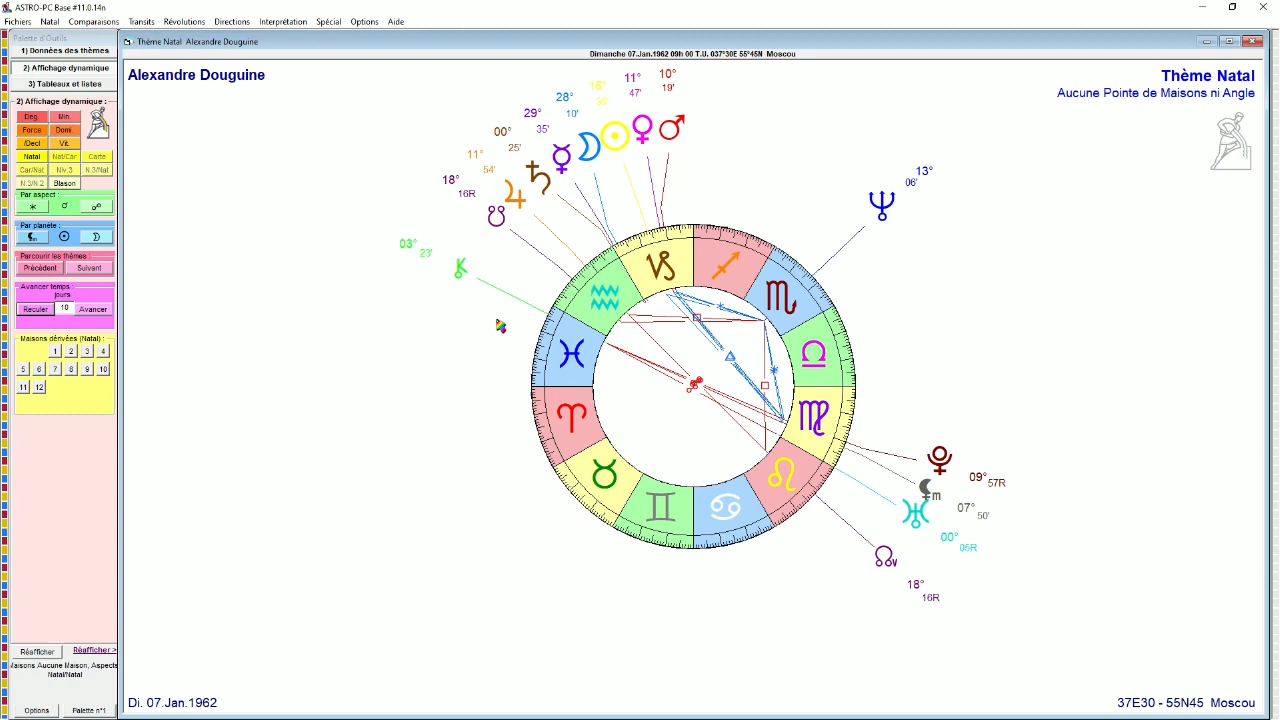 ASTRO-PC Base #11.0.14n
Fichiers Natal Comparaisons Transits Révolutions Directions Interprétation Spécial Options Aide
Palette d'Outils
1) Données des thèmes
2) Affichage dynamique
3) Tableaux et listes
2) Affichage dynamique :
Deg. Min.
Force Domi.
/Decl Vit.
Natal Nat/Car Carte
Car/Nat Niv.3 N.3/Nat
N.3/N.2 Blason
Par aspect :
Par planète :
Parcourir les thèmes
Précédent Suivant
Avancer temps :
jours
Reculer 10 Avancer
Maisons dérivées (Natal) :
1 2 3 4
5 6 7 8 9 10
11 12
Réafficher Réafficher >
Maisons Aucune Maison, Aspects
Natal/Natal
Options Palette n°1
Thème Natal Alexandre Douguine
Dimanche 07.Jan.1962 09h 00 T.U. 037°30E 55°45N Moscou
Alexandre Douguine
Thème Natal
Aucune Pointe de Maisons ni Angle
10°
19'
11°
47'
16°
28°
10'
29°
35'
00°
25'
11°
54'
18°
16R
03°
23'
13°
06'
09° 57R
m
07° 50'
00°
05R
V
18°
16R
Di. 07.Jan.1962
37E30 - 55N45 Moscou